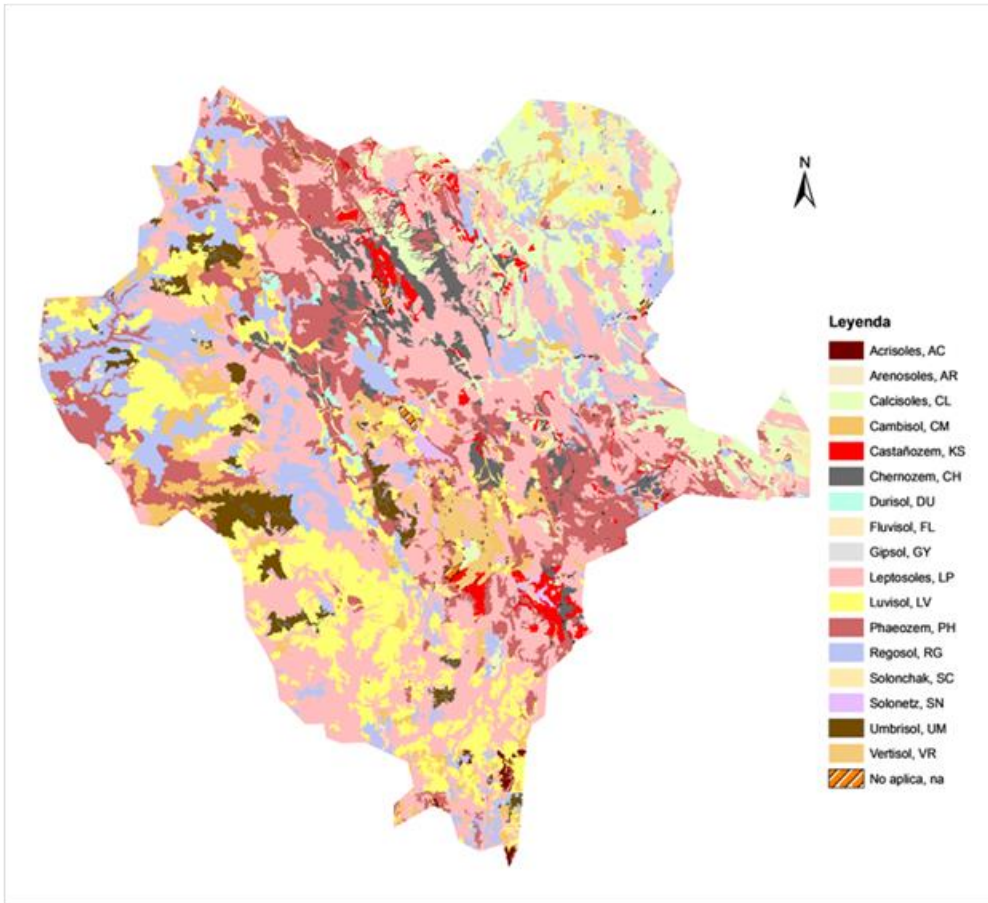 N
Leyenda
Acrisoles, AC
Arenosoles, AR
Calcisoles, CL
Cambisol, CM
Castañozem, KS
Chernozem, CH
Durisol, DU
Fluvisol, FL
Gipsol, GY
Leptosoles, LP
Luvisol, LV
Phaeozem, PH
Regosol, RG
Solonchak, SC
Solonetz, SN
Umbrisol, UM
Vertisol, VR
No aplica, na